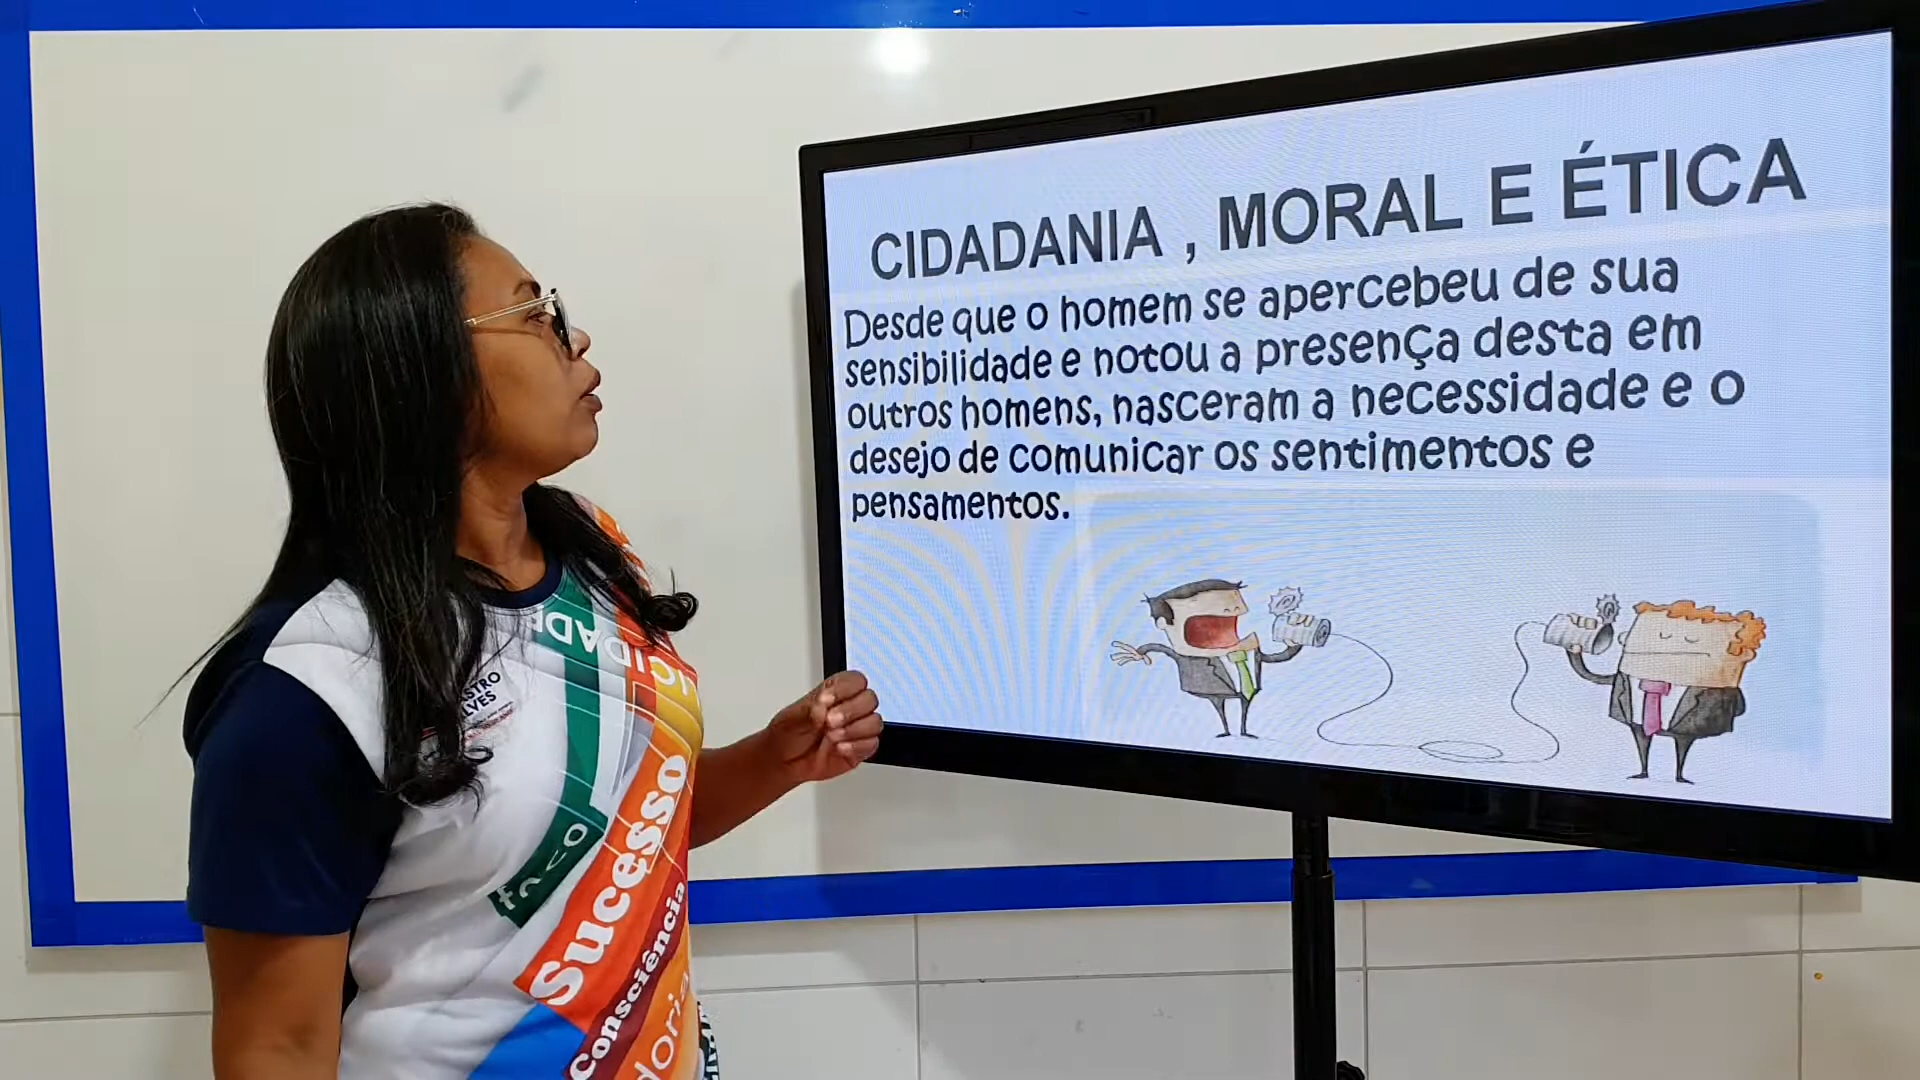 CIDADANIA , MORAL E ÉTICA
Desde que o homem se apercebeu de sua
sensibilidade e notou a presença desta em
outros homens, nasceram a necessidade e o
desejo de comunicar os sentimentos e
pensamentos.
foco
Sucesso
Consciência